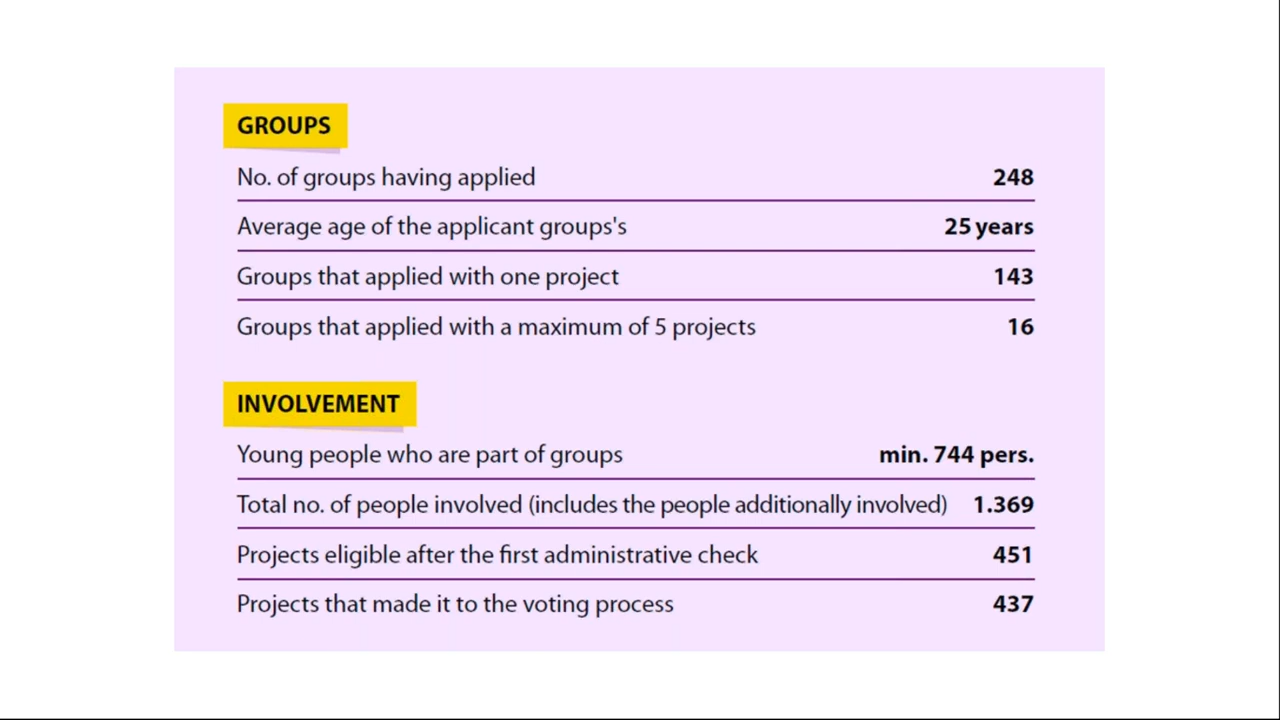 GROUPS
No. of groups having applied 248
Average age of the applicant groups's 25 years
Groups that applied with one project 143
Groups that applied with a maximum of 5 projects 16
INVOLVEMENT
Young people who are part of groups min. 744 pers.
Total no. of people involved (includes the people additionally involved) 1.369
Projects eligible after the first administrative check 451
Projects that made it to the voting process 437